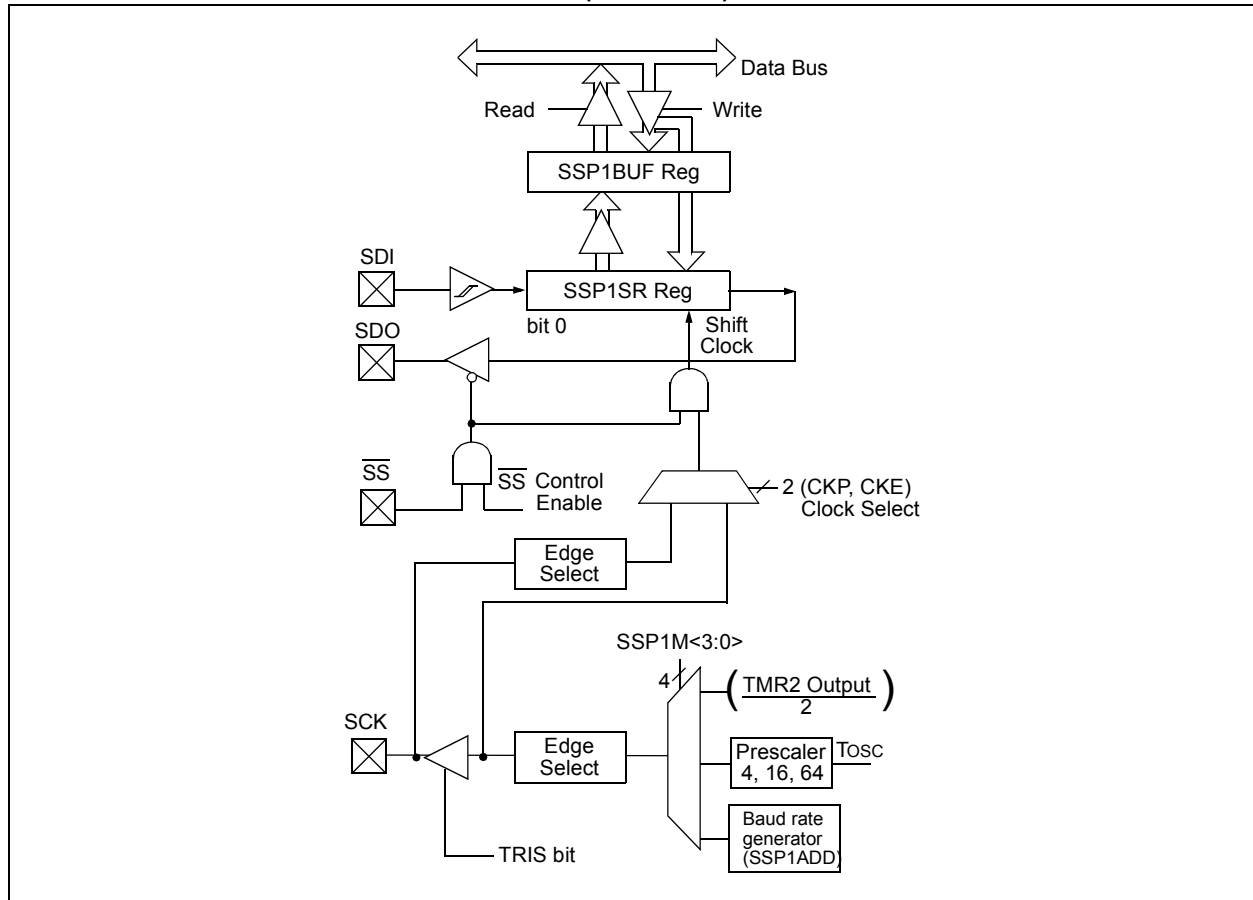 Data Bus
Read
Write
SSP1BUF Reg
SDI
SSP1SR Reg
bit 0
Shift
Clock
SDO
SS
SS Control
Enable
2 (CKP, CKE)
Clock Select
Edge
Select
SSP1M<3:0>
4
(TMR2 Output)
2
SCK
Edge
Select
Prescaler
4, 16, 64
TOSC
Baud rate
generator
(SSP1ADD)
TRIS bit